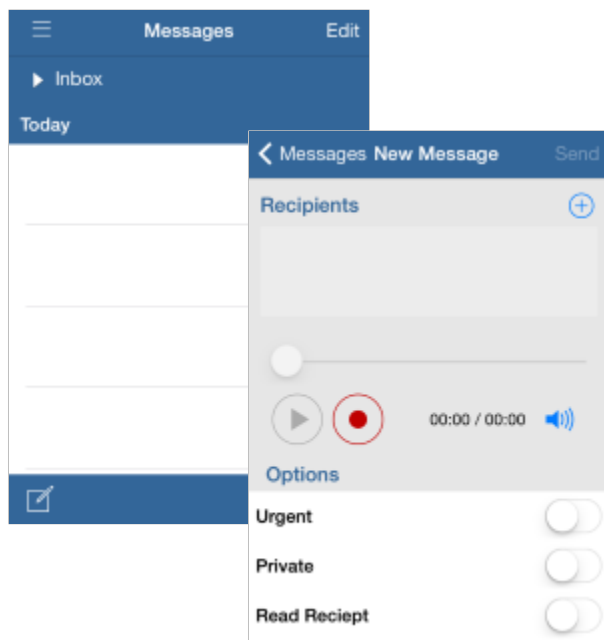 Messages Edit
Inbox
Today
Messages New Message Send
Recipients
00:00 / 00:00
Options
Urgent
Private
Read Reciept